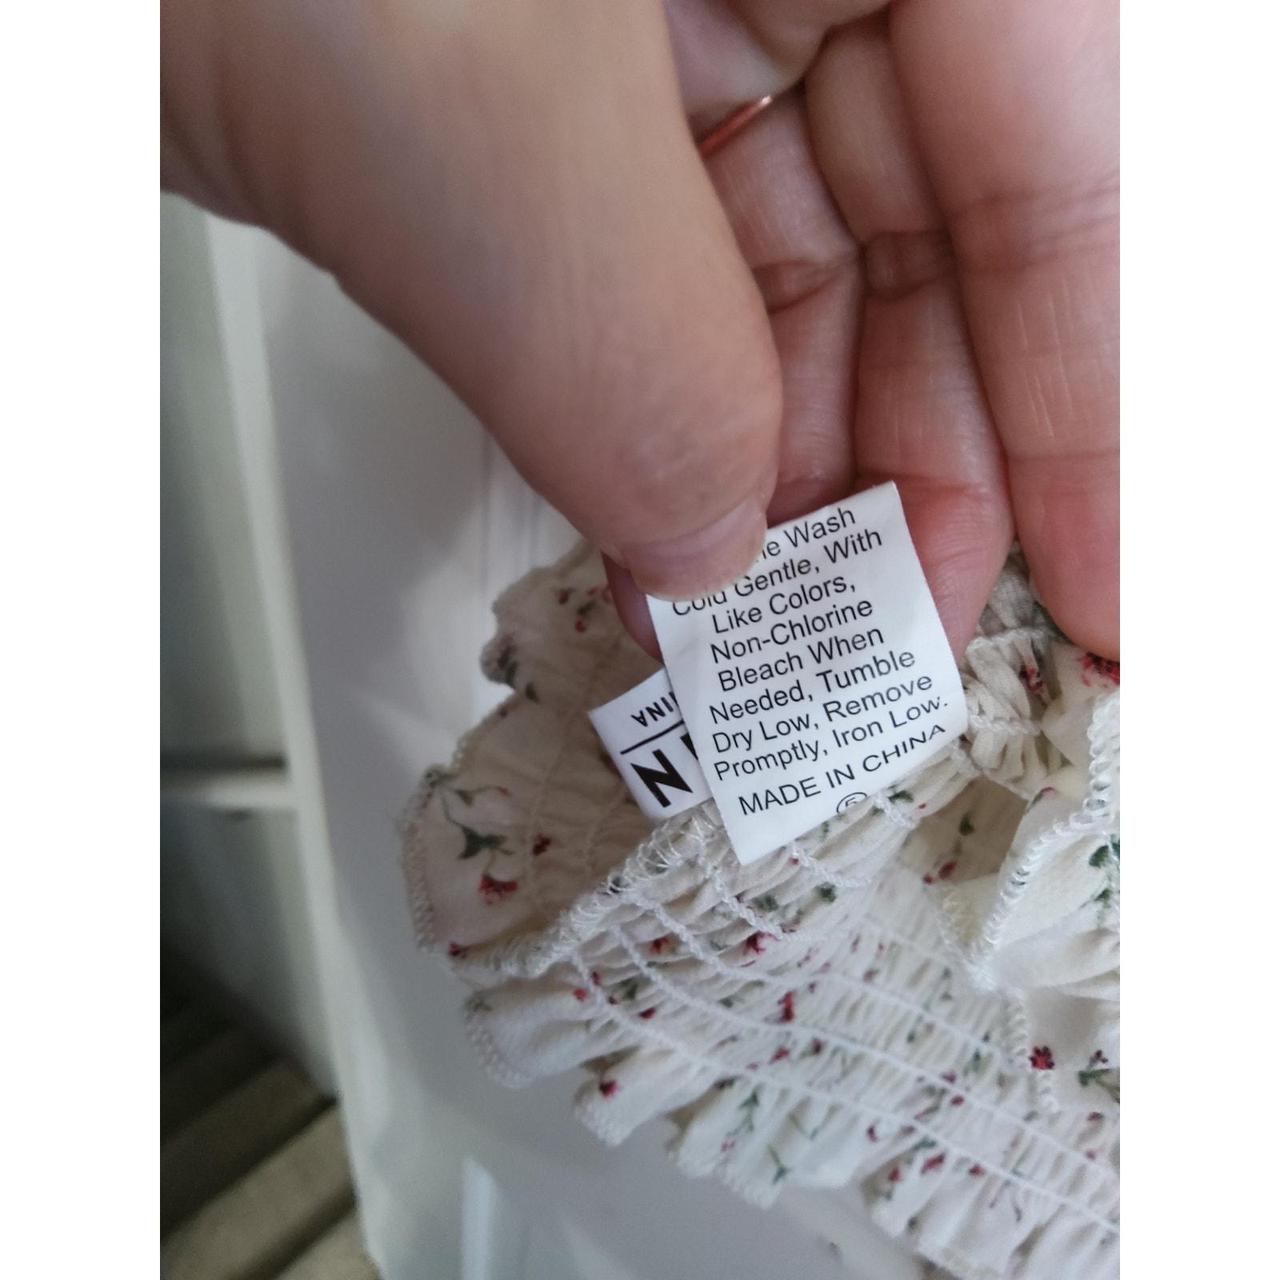 Wash
Cold Gentle, With
Like Colors,
Non-Chlorine
Bleach When
Needed, Tumble
Dry Low, Remove
Promptly, Iron Low.
MADE IN CHINA